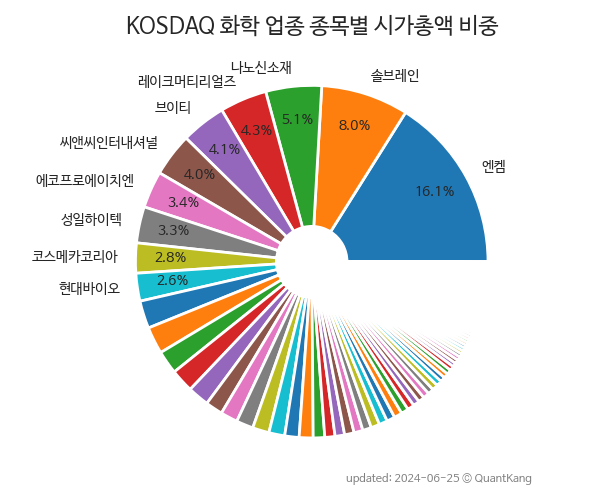 KOSDAQ 화학 업종 종목별 시가총액 비중
엔켐
16.1%
솔브레인
8.0%
나노신소재
5.1%
레이크머티리얼즈
4.3%
브이티
4.1%
씨앤씨인터내셔널
4.0%
에코프로에이치엔
3.4%
성일하이텍
3.3%
코스메카코리아
2.8%
현대바이오
2.6%
updated: 2024-06-25 © QuantKang